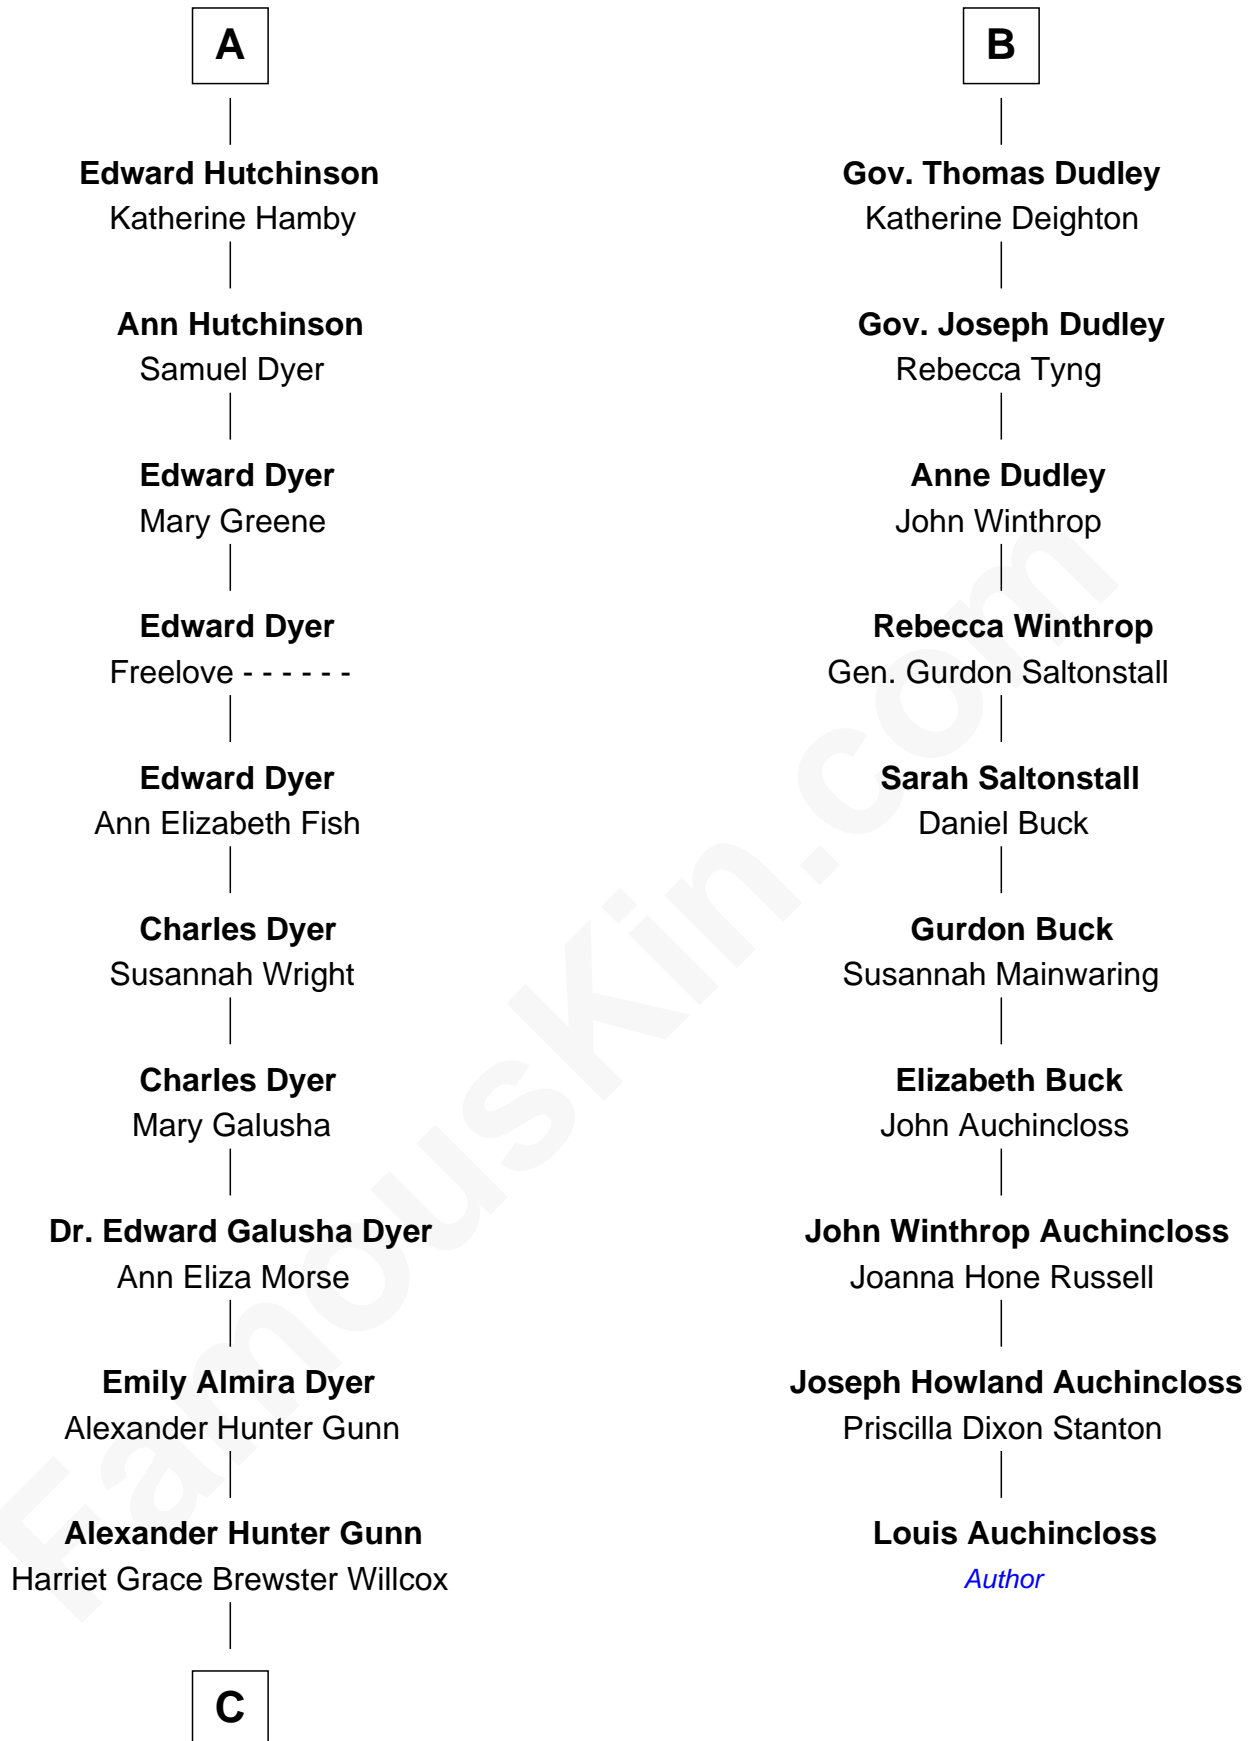 A
Edward Hutchinson
Katherine Hamby
Ann Hutchinson
Samuel Dyer
Edward Dyer
Mary Greene
Edward Dyer
Freelove - - - - - -
Edward Dyer
Ann Elizabeth Fish
Charles Dyer
Susannah Wright
Charles Dyer
Mary Galusha
Dr. Edward Galusha Dyer
Ann Eliza Morse
Emily Almira Dyer
Alexander Hunter Gunn
Alexander Hunter Gunn
Harriet Grace Brewster Willcox
C
B
Gov. Thomas Dudley
Katherine Deighton
Gov. Joseph Dudley
Rebecca Tyng
Anne Dudley
John Winthrop
Rebecca Winthrop
Gen. Gurdon Saltonstall
Sarah Saltonstall
Daniel Buck
Gurdon Buck
Susannah Mainwaring
Elizabeth Buck
John Auchincloss
John Winthrop Auchincloss
Joanna Hone Russell
Joseph Howland Auchincloss
Priscilla Dixon Stanton
Louis Auchincloss
Author
FamousKin.com